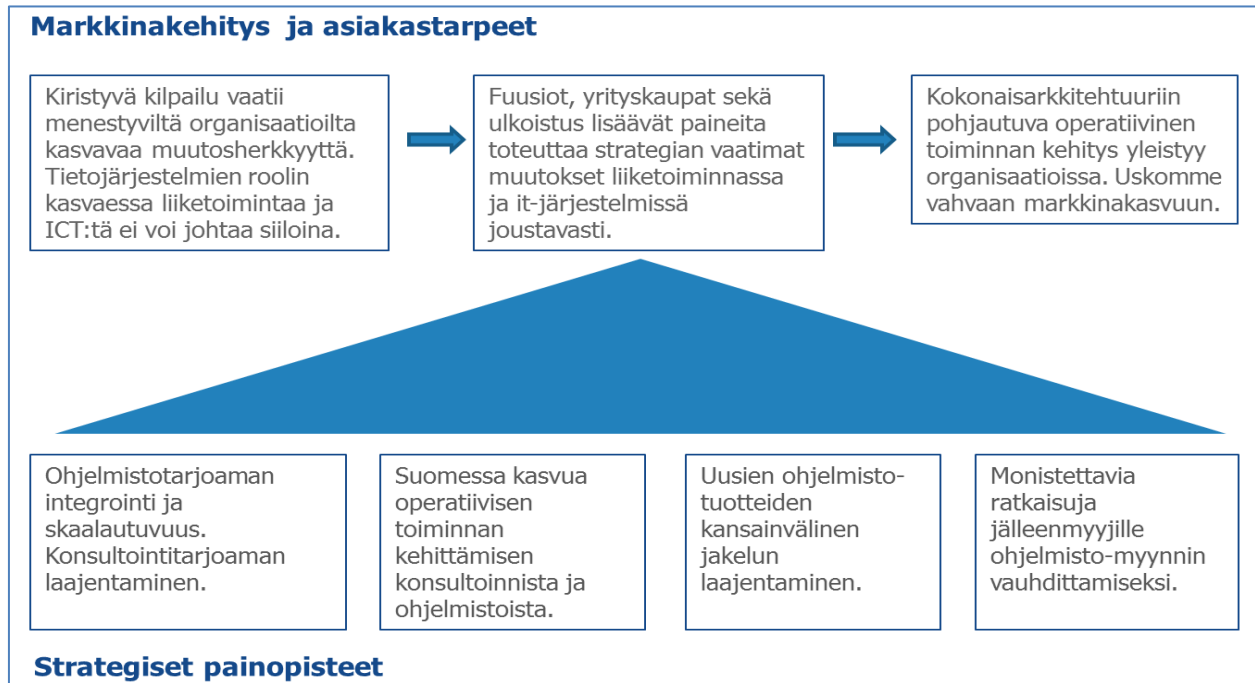 Markkinakehitys ja asiakastarpeet
Kiristyvä kilpailu vaatii
menestyviltä organisaatioilta
kasvavaa muutosherkkyyttä.
Tietojärjestelmien roolin
kasvaessa liiketoimintaa ja
ICT:tä ei voi johtaa siiloina.
Fuusiot, yrityskaupat sekä
ulkoistus lisäävät paineita
toteuttaa strategian vaatimat
muutokset liiketoiminnassa
ja it-järjestelmissä
joustavasti.
Kokonaisarkkitehtuuriin
pohjautuva operatiivinen
toiminnan kehitys yleistyy
organisaatioissa. Uskomme
vahvaan markkinakasvuun.
Ohjelmistotarjoaman
integrointi ja
skaalautuvuus.
Konsultointitarjoaman
laajentaminen.
Suomessa kasvua
operatiivisen
toiminnan
kehittämisen
konsultoinnista ja
ohjelmistoista.
Uusien ohjelmisto-
tuotteiden
kansainvälinen
jakelun
laajentaminen.
Monistettavia
ratkaisuja
jälleenmyyjille
ohjelmisto-myynnin
vauhdittamiseksi.
Strategiset painopisteet